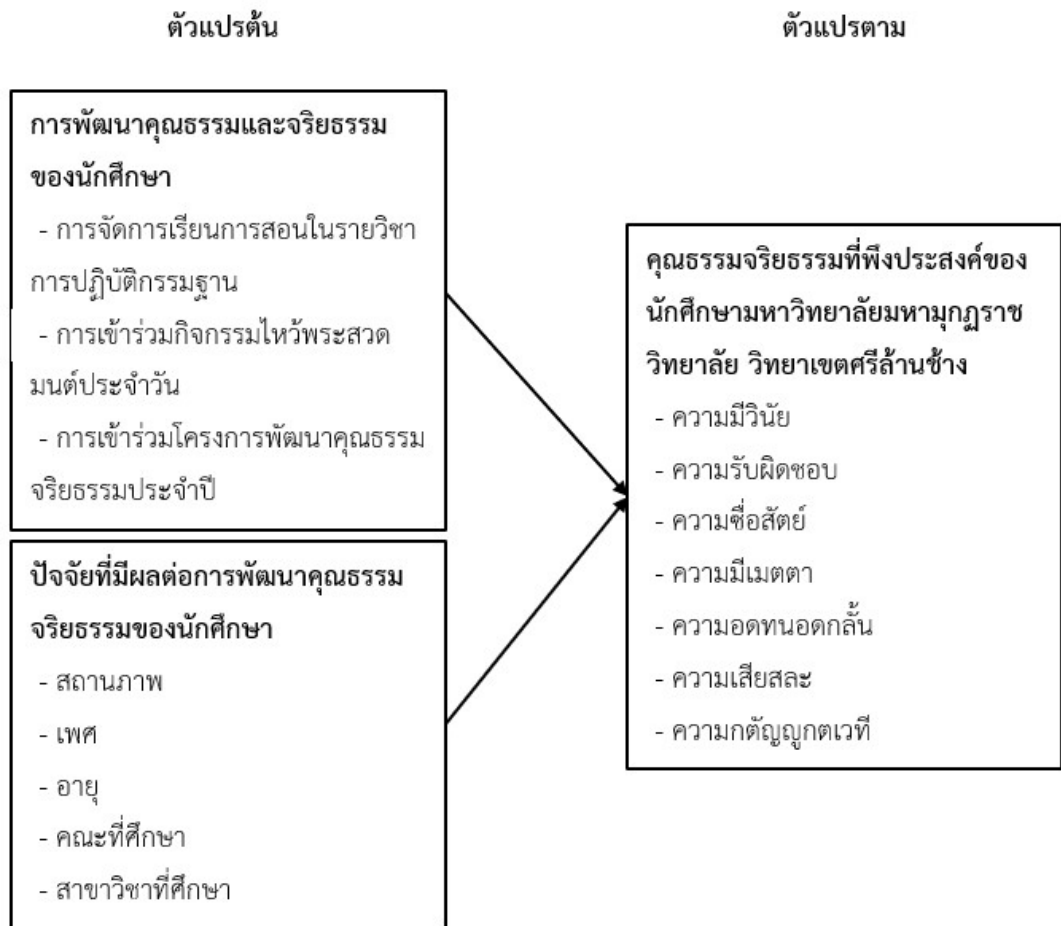 ตัวแปรต้น
ตัวแปรตาม
การพัฒนาคุณธรรมและจริยธรรม
ของนักศึกษา
- การจัดการเรียนการสอนในรายวิชา
การปฏิบัติกรรมฐาน
- การเข้าร่วมกิจกรรมไหว้พระสวด
มนต์ประจำวัน
- การเข้าร่วมโครงการพัฒนาคุณธรรม
จริยธรรมประจำปี
ปัจจัยที่มีผลต่อการพัฒนาคุณธรรม
จริยธรรมของนักศึกษา
- สถานภาพ
- เพศ
- อายุ
- คณะที่ศึกษา
- สาขาวิชาที่ศึกษา
คุณธรรมจริยธรรมที่พึงประสงค์ของ
นักศึกษามหาวิทยาลัยมหามกุฏราช
วิทยาลัย วิทยาเขตศรีล้านช้าง
- ความมีวินัย
- ความรับผิดชอบ
- ความซื่อสัตย์
- ความมีเมตตา
- ความอดทนอดกลั้น
- ความเสียสละ
- ความกตัญญูกตเวที